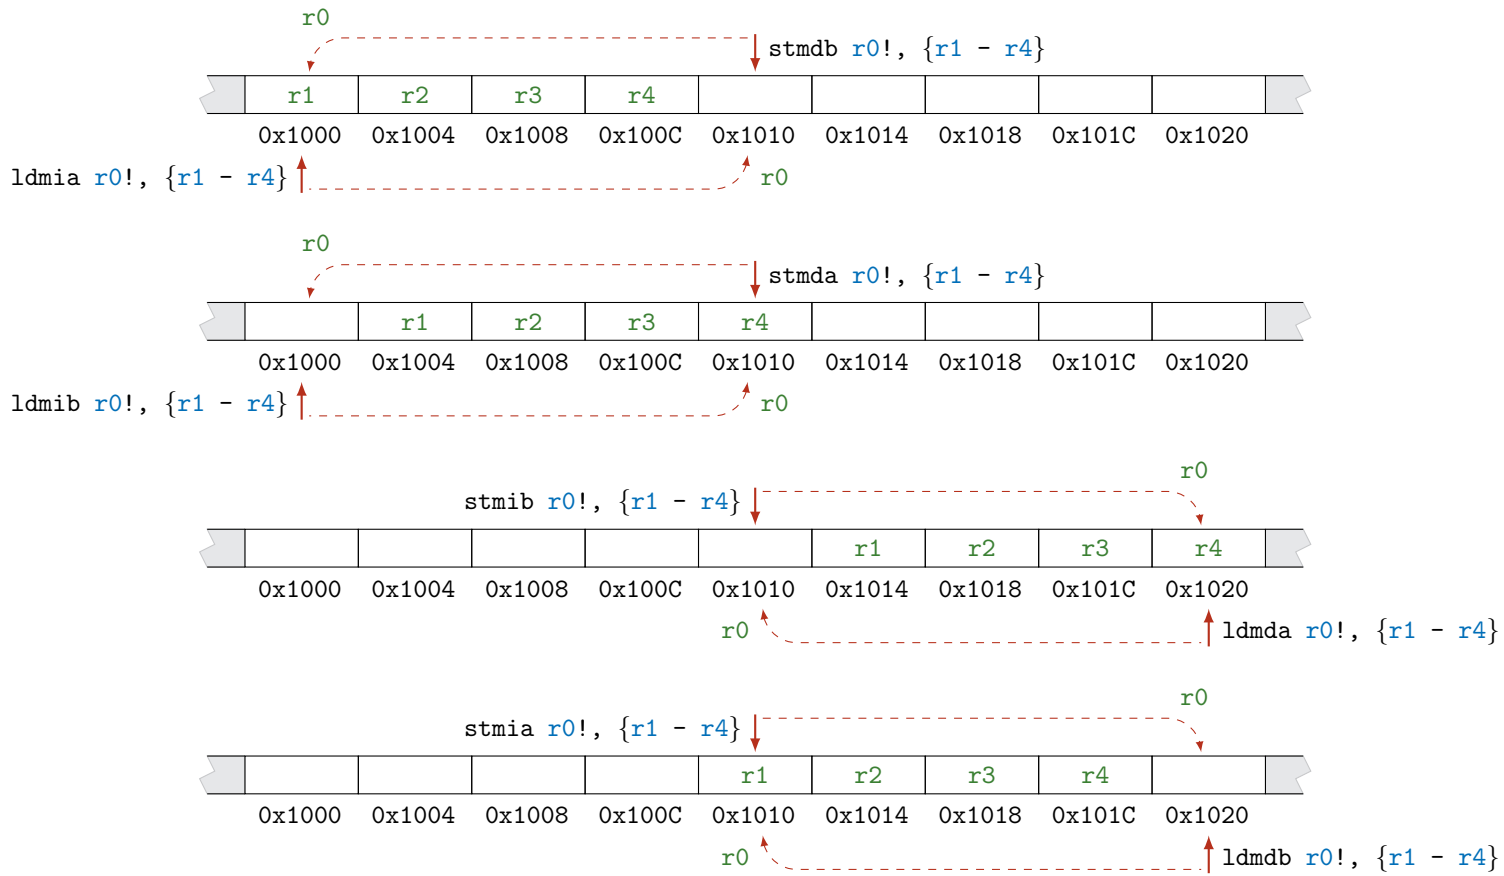 r0
stmdb r0!, {r1 - r4}
r1 r2 r3 r4
0x1000 0x1004 0x1008 0x100C 0x1010 0x1014 0x1018 0x101C 0x1020
ldmia r0!, {r1 - r4} r0
r0
stmda r0!, {r1 - r4}
r1 r2 r3 r4
0x1000 0x1004 0x1008 0x100C 0x1010 0x1014 0x1018 0x101C 0x1020
ldmib r0!, {r1 - r4} r0
r0
stmib r0!, {r1 - r4}
r1 r2 r3 r4
0x1000 0x1004 0x1008 0x100C 0x1010 0x1014 0x1018 0x101C 0x1020
r0 ldmda r0!, {r1 - r4}
r0
stmia r0!, {r1 - r4}
r1 r2 r3 r4
0x1000 0x1004 0x1008 0x100C 0x1010 0x1014 0x1018 0x101C 0x1020
r0 ldmdb r0!, {r1 - r4}